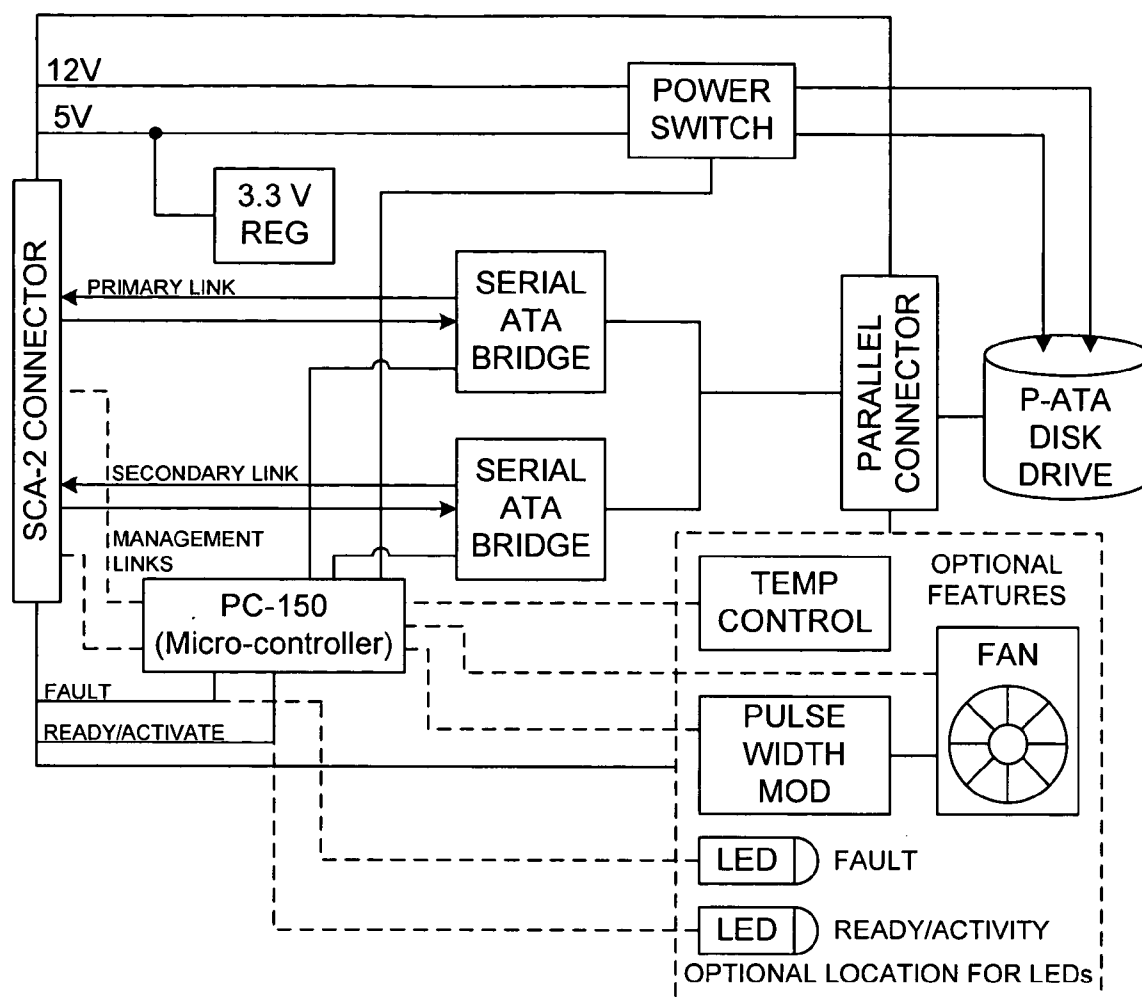 12V
5V
POWER
SWITCH
3.3 V
REG
SCA-2 CONNECTOR
PRIMARY LINK
SERIAL
ATA
BRIDGE
PARALLEL
CONNECTOR
P-ATA
DISK
DRIVE
SECONDARY LINK
SERIAL
ATA
BRIDGE
MANAGEMENT
LINKS
PC-150
(Micro-controller)
TEMP
CONTROL
OPTIONAL
FEATURES
FAN
FAULT
READY/ACTIVATE
PULSE
WIDTH
MOD
LED
FAULT
LED
READY/ACTIVITY
OPTIONAL LOCATION FOR LEDs